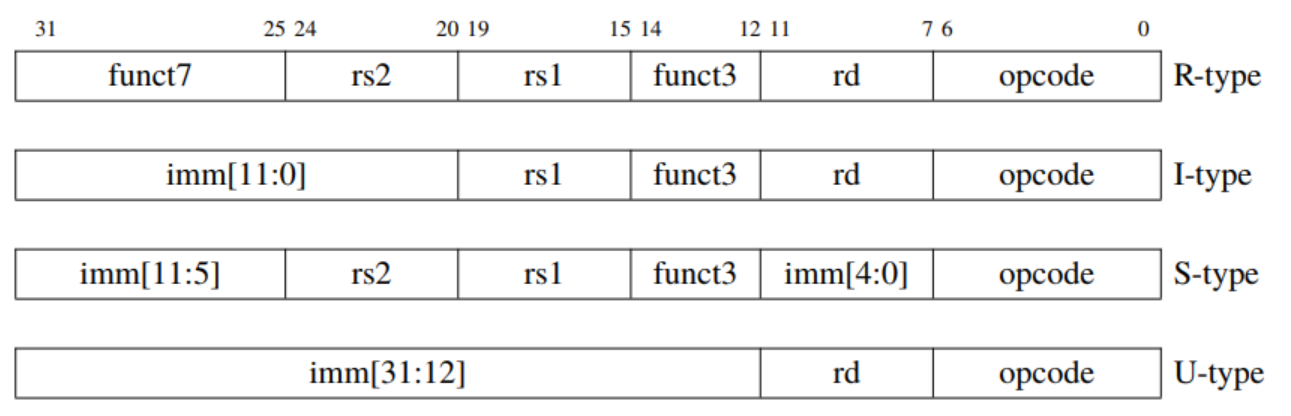 31 25 24 20 19 15 14 12 11 7 6 0
funct7 rs2 rs1 funct3 rd opcode R-type
imm[11:0] rs1 funct3 rd opcode I-type
imm[11:5] rs2 rs1 funct3 imm[4:0] opcode S-type
imm[31:12] rd opcode U-type